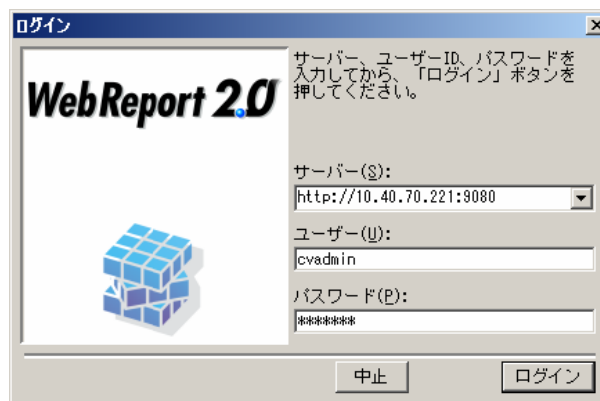 ログイン
WebReport 2.0
サーバー、ユーザーID、パスワードを
入力してから、「ログイン」ボタンを
押してください。
サーバー(S):
http://10.40.70.221:9080
ユーザー(U):
cvadmin
パスワード(P):
*******
中止
ログイン